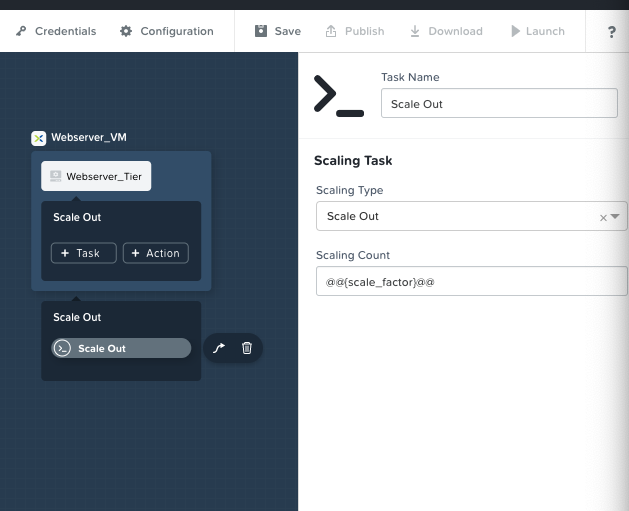 Credentials
Configuration
Save
Publish
Download
Launch
?
Webserver_VM
Webserver_Tier
Scale Out
+ Task
+ Action
Scale Out
Scale Out
Task Name
Scale Out
Scaling Task
Scaling Type
Scale Out
Scaling Count
@@{scale_factor}@@